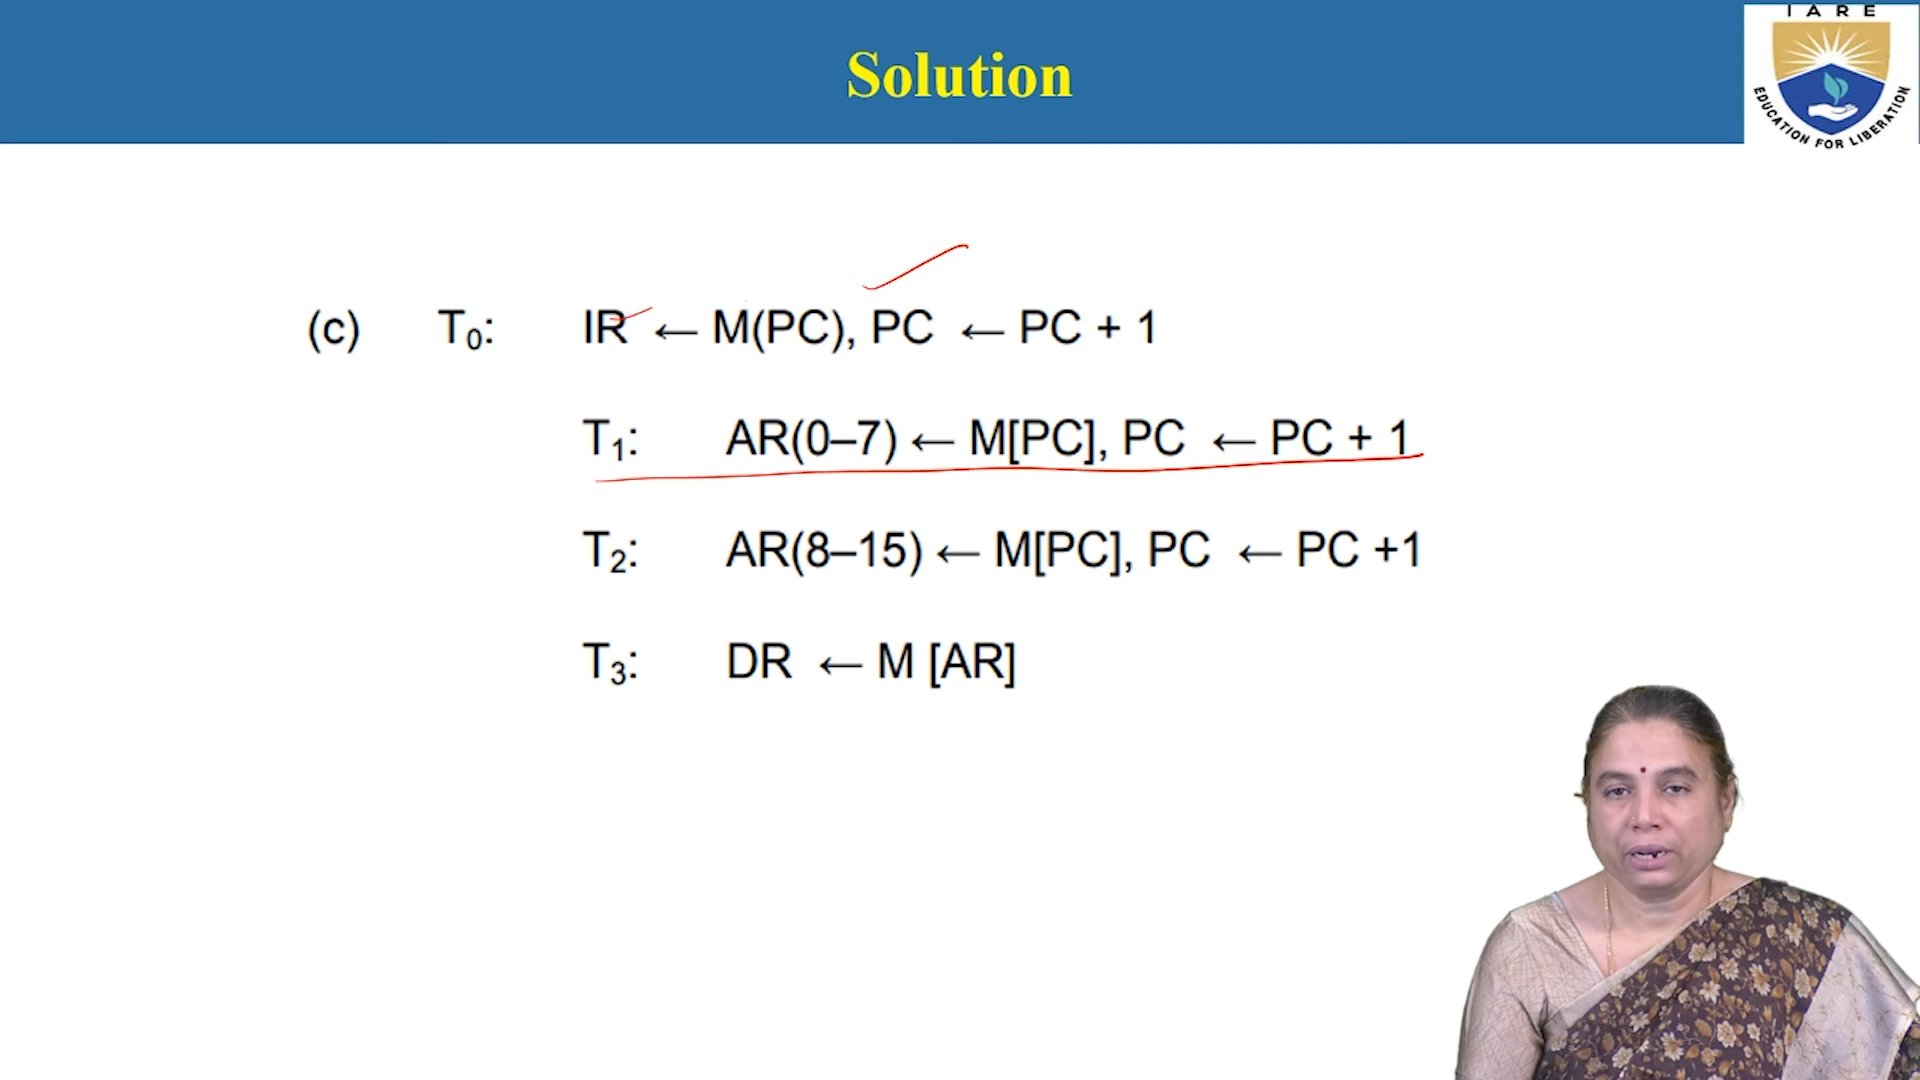 Solution
IARE
EDUCATION FOR LIBERATION
(c) T₀: IR ← M(PC), PC ← PC + 1
T₁: AR(0–7) ← M[PC], PC ← PC + 1
T₂: AR(8–15) ← M[PC], PC ← PC +1
T₃: DR ← M [AR]